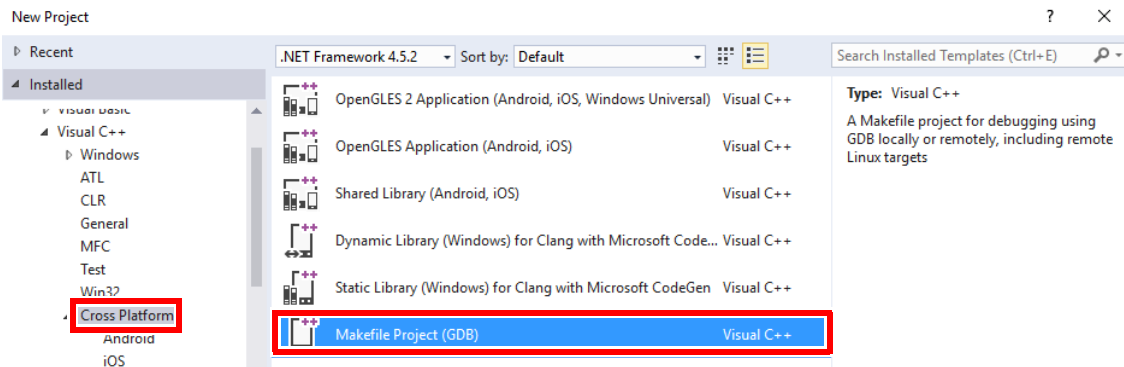 New Project
? ×
Recent
.NET Framework 4.5.2
Sort by: Default
Search Installed Templates (Ctrl+E)
Installed
Visual Basic
Visual C++
Windows
ATL
CLR
General
MFC
Test
Win32
Cross Platform
Android
iOS
OpenGLES 2 Application (Android, iOS, Windows Universal) Visual C++
OpenGLES Application (Android, iOS) Visual C++
Shared Library (Android, iOS) Visual C++
Dynamic Library (Windows) for Clang with Microsoft Code... Visual C++
Static Library (Windows) for Clang with Microsoft CodeGen Visual C++
Makefile Project (GDB) Visual C++
Type: Visual C++
A Makefile project for debugging using
GDB locally or remotely, including remote
Linux targets